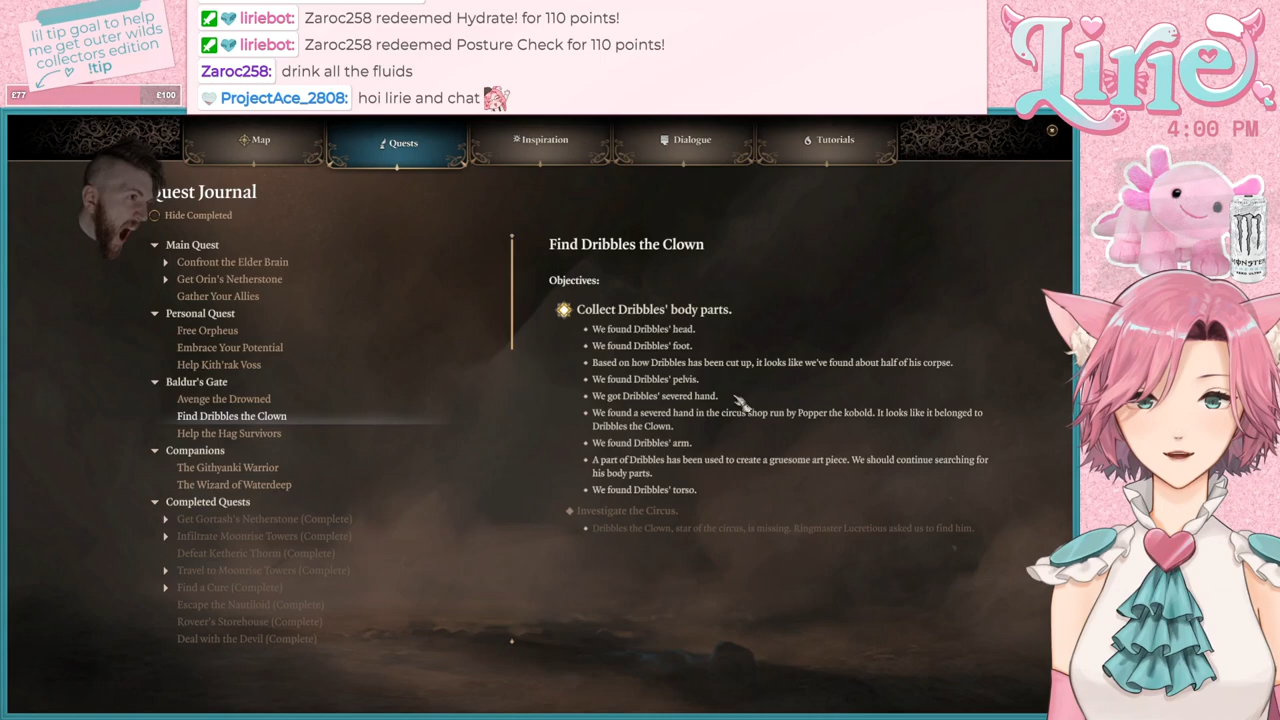 lil tip goal to help
me get outer wilds
collectors edition
!tip
£77
£100
liriebot: Zaroc258 redeemed Hydrate! for 110 points!
liriebot: Zaroc258 redeemed Posture Check for 110 points!
Zaroc258: drink all the fluids
ProjectAce_2808: hoi lirie and chat
Lirie
4:00 PM
Map
Quests
Inspiration
Dialogue
Tutorials
Quest Journal
Hide Completed
Main Quest
Confront the Elder Brain
Get Orin's Netherstone
Gather Your Allies
Personal Quest
Free Orpheus
Embrace Your Potential
Help Kith'rak Voss
Baldur's Gate
Avenge the Drowned
Find Dribbles the Clown
Help the Hag Survivors
Companions
The Githyanki Warrior
The Wizard of Waterdeep
Completed Quests
Get Gortash's Netherstone (Complete)
Infiltrate Moonrise Towers (Complete)
Defeat Ketheric Thorm (Complete)
Travel to Moonrise Towers (Complete)
Find a Cure (Complete)
Escape the Nautiloid (Complete)
Roveer's Storehouse (Complete)
Deal with the Devil (Complete)
Find Dribbles the Clown
Objectives:
Collect Dribbles' body parts.
We found Dribbles' head.
We found Dribbles' foot.
Based on how Dribbles has been cut up, it looks like we've found about half of his corpse.
We found Dribbles' pelvis.
We got Dribbles' severed hand.
We found a severed hand in the circus shop run by Popper the kobold. It looks like it belonged to
Dribbles the Clown.
We found Dribbles' arm.
A part of Dribbles has been used to create a gruesome art piece. We should continue searching for
his body parts.
We found Dribbles' torso.
Investigate the Circus.
Dribbles the Clown, star of the circus, is missing. Ringmaster Lucretious asked us to find him.
MONSTER